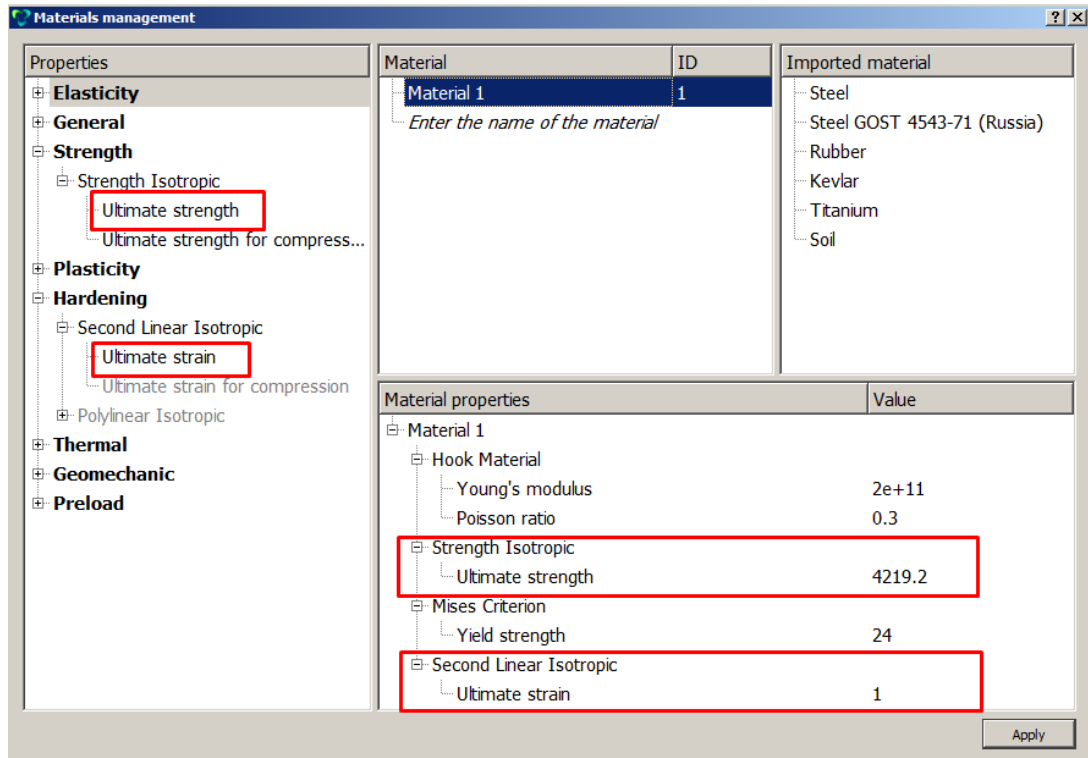 Materials management
Properties
Elasticity
General
Strength
Strength Isotropic
Ultimate strength
Ultimate strength for compress...
Plasticity
Hardening
Second Linear Isotropic
Ultimate strain
Ultimate strain for compression
Polylinear Isotropic
Thermal
Geomechanic
Preload
Material ID
Material 1 1
Enter the name of the material
Imported material
Steel
Steel GOST 4543-71 (Russia)
Rubber
Kevlar
Titanium
Soil
Material properties Value
Material 1
Hook Material
Young's modulus 2e+11
Poisson ratio 0.3
Strength Isotropic
Ultimate strength 4219.2
Mises Criterion
Yield strength 24
Second Linear Isotropic
Ultimate strain 1
Apply